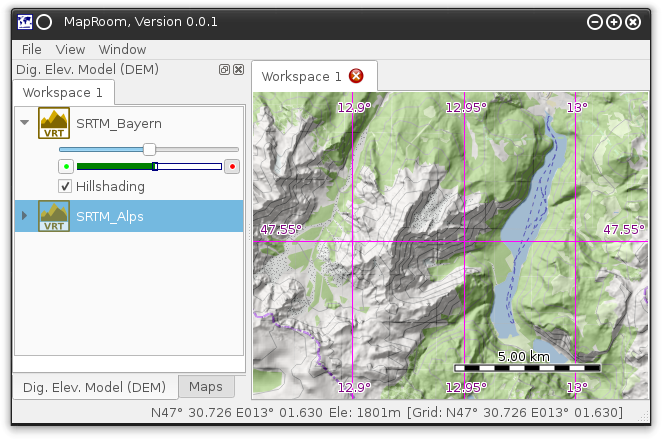 MapRoom, Version 0.0.1
File View Window
Dig. Elev. Model (DEM)
Workspace 1
VRT SRTM_Bayern
Hillshading
VRT SRTM_Alps
Dig. Elev. Model (DEM) Maps
Workspace 1
12.9° 12.95° 13°
47.55° 47.55°
5.00 km
12.9° 12.95° 13°
N47° 30.726 E013° 01.630 Ele: 1801m [Grid: N47° 30.726 E013° 01.630]